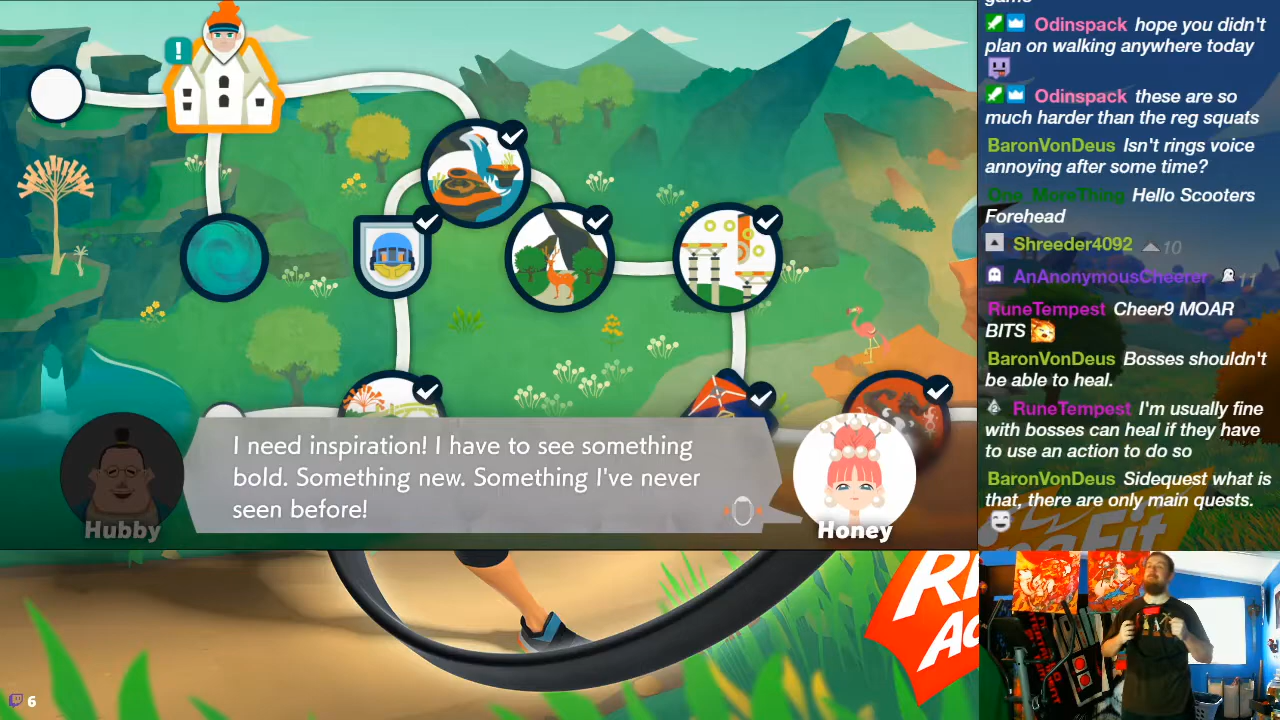 I need inspiration! I have to see something
bold. Something new. Something I've never
seen before!
Hubby
Honey
!
6
Odinspack hope you didn't
plan on walking anywhere today
Odinspack these are so
much harder than the reg squats
BaronVonDeus Isn't rings voice
annoying after some time?
One_MoreThing Hello Scooters
Forehead
Shreeder4092 10
AnAnonymousCheerer 11
RuneTempest Cheer9 MOAR
BITS
BaronVonDeus Bosses shouldn't
be able to heal.
RuneTempest I'm usually fine
with bosses can heal if they have
to use an action to do so
BaronVonDeus Sidequest what is
that, there are only main quests.